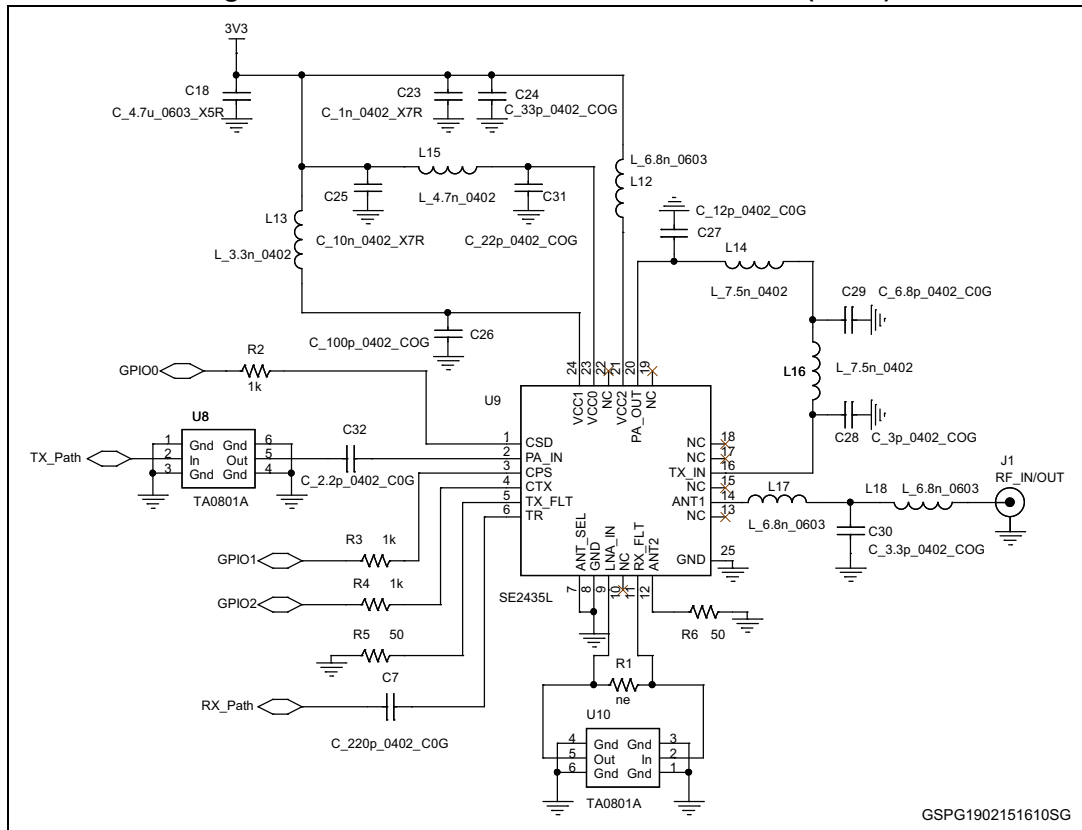 3V3
C18
C_4.7u_0603_X5R
C23
C_1n_0402_X7R
C24
C_33p_0402_COG
L15
L_4.7n_0402
C25
C_10n_0402_X7R
C31
C_22p_0402_COG
L13
L_3.3n_0402
C26
C_100p_0402_COG
L_6.8n_0603
L12
C_12p_0402_C0G
C27
L14
L_7.5n_0402
C29 C_6.8p_0402_C0G
L16
L_7.5n_0402
C28 C_3p_0402_COG
GPIO0
R2
1k
U8
TX_Path
1 Gnd Gnd 6
2 In Out 5
3 Gnd Gnd 4
TA0801A
C32
C_2.2p_0402_C0G
U9
24 23 22 21 20 19
VCC1 VCC0 NC VCC2 PA_OUT NC
1 CSD
2 PA_IN
3 CPS
4 CTX
5 TX_FLT
6 TR
NC 18
NC 17
TX_IN 16
NC 15
ANT1 14
NC 13
GND 25
ANT_SEL GND LNA_IN NC RX_FLT ANT2
7 8 9 10 11 12
SE2435L
L17
L_6.8n_0603
L18 L_6.8n_0603
C30
C_3.3p_0402_COG
J1
RF_IN/OUT
GPIO1
R3 1k
GPIO2
R4 1k
R5 50
RX_Path
C7
C_220p_0402_C0G
R6 50
R1
ne
U10
4 Gnd Gnd 3
5 Out In 2
6 Gnd Gnd 1
TA0801A
GSPG1902151610SG